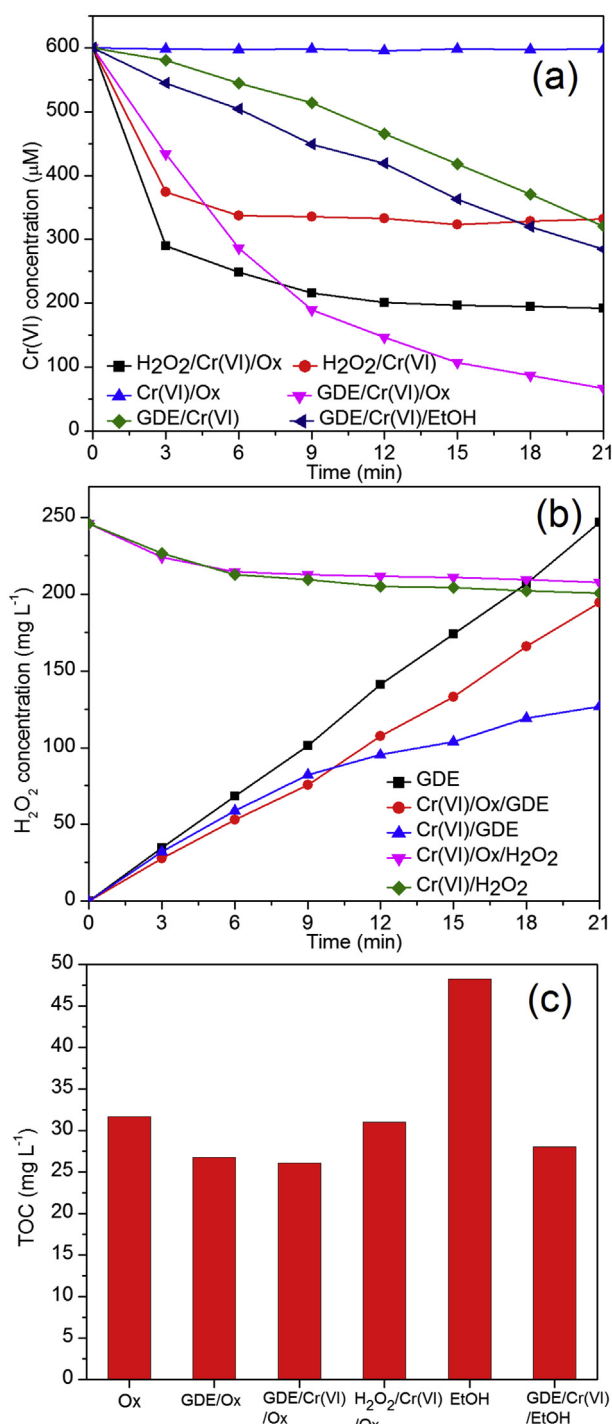 600
(a)
500
400
300
200
100
0
Cr(VI) concentration (μM)
H2O2/Cr(VI)/Ox
H2O2/Cr(VI)
Cr(VI)/Ox
GDE/Cr(VI)/Ox
GDE/Cr(VI)
GDE/Cr(VI)/EtOH
0 3 6 9 12 15 18 21
Time (min)
250
(b)
200
150
100
50
0
H2O2 concentration (mg L-1)
GDE
Cr(VI)/Ox/GDE
Cr(VI)/GDE
Cr(VI)/Ox/H2O2
Cr(VI)/H2O2
0 3 6 9 12 15 18 21
Time (min)
50
(c)
45
40
35
30
25
20
15
10
5
0
TOC (mg L-1)
Ox GDE/Ox GDE/Cr(VI) H2O2/Cr(VI) EtOH GDE/Cr(VI)
/Ox /Ox /EtOH